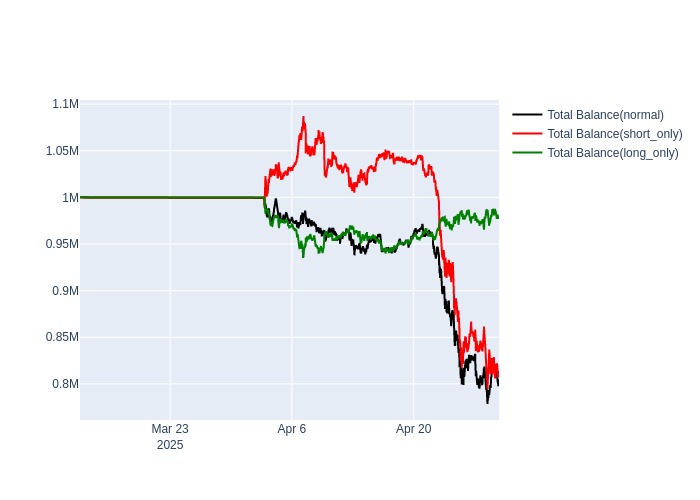 1.1M
1.05M
1M
0.95M
0.9M
0.85M
0.8M
Mar 23
2025
Apr 6
Apr 20
Total Balance(normal)
Total Balance(short_only)
Total Balance(long_only)